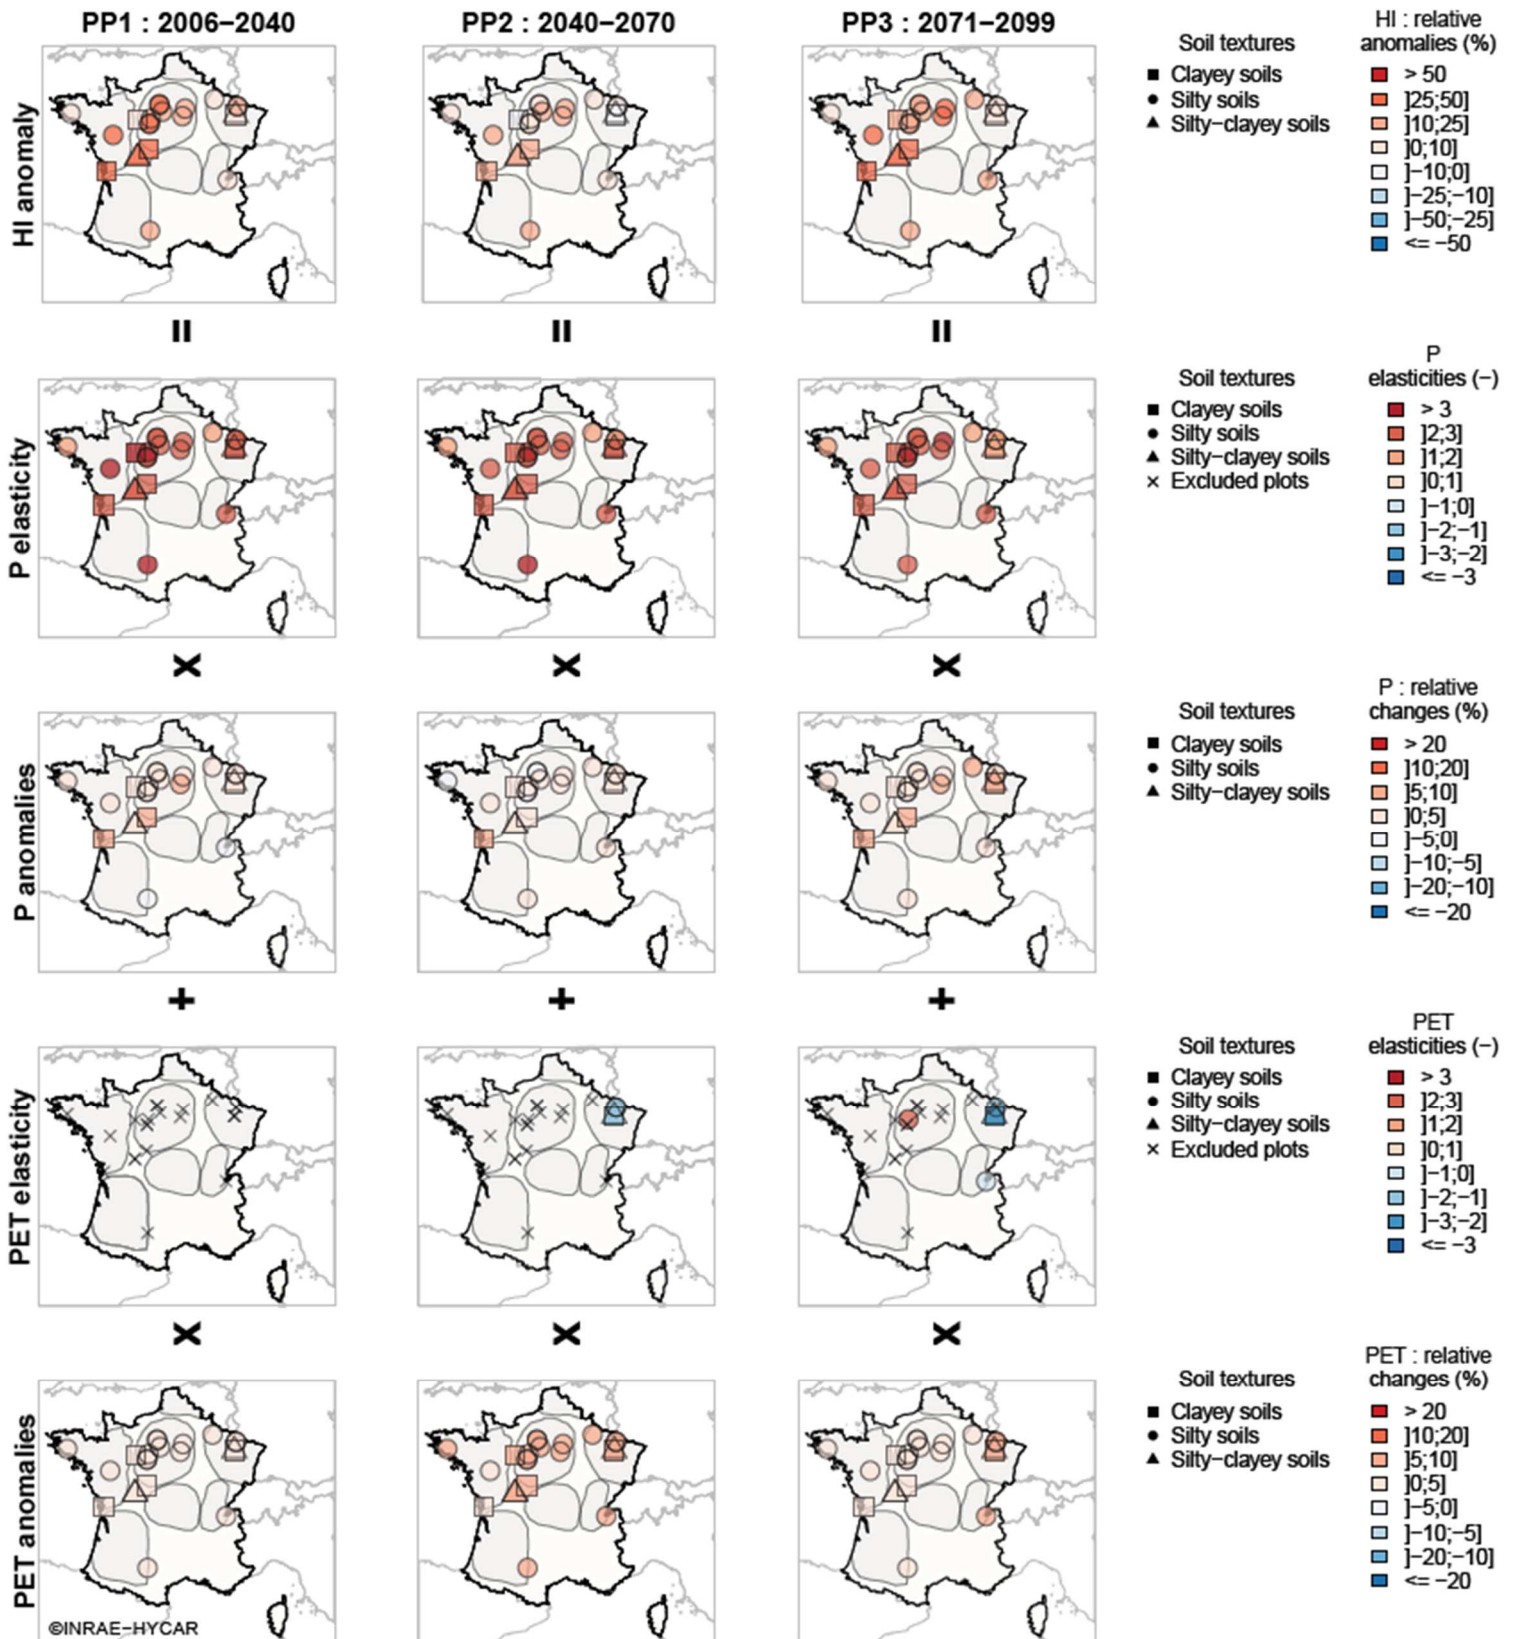 PP1 : 2006−2040
PP2 : 2040−2070
PP3 : 2071−2099
HI anomaly
Soil textures
Clayey soils
Silty soils
Silty−clayey soils
HI : relative
anomalies (%)
> 50
]25;50]
]10;25]
]0;10]
]−10;0]
]−25;−10]
]−50;−25]
<= −50
= = =
P elasticity
Soil textures
Clayey soils
Silty soils
Silty−clayey soils
Excluded plots
P
elasticities (−)
> 3
]2;3]
]1;2]
]0;1]
]−1;0]
]−2;−1]
]−3;−2]
<= −3
x x x
P anomalies
Soil textures
Clayey soils
Silty soils
Silty−clayey soils
P : relative
changes (%)
> 20
]10;20]
]5;10]
]0;5]
]−5;0]
]−10;−5]
]−20;−10]
<= −20
+ + +
PET elasticity
Soil textures
Clayey soils
Silty soils
Silty−clayey soils
Excluded plots
PET
elasticities (−)
> 3
]2;3]
]1;2]
]0;1]
]−1;0]
]−2;−1]
]−3;−2]
<= −3
x x x
PET anomalies
Soil textures
Clayey soils
Silty soils
Silty−clayey soils
PET : relative
changes (%)
> 20
]10;20]
]5;10]
]0;5]
]−5;0]
]−10;−5]
]−20;−10]
<= −20
©INRAE−HYCAR